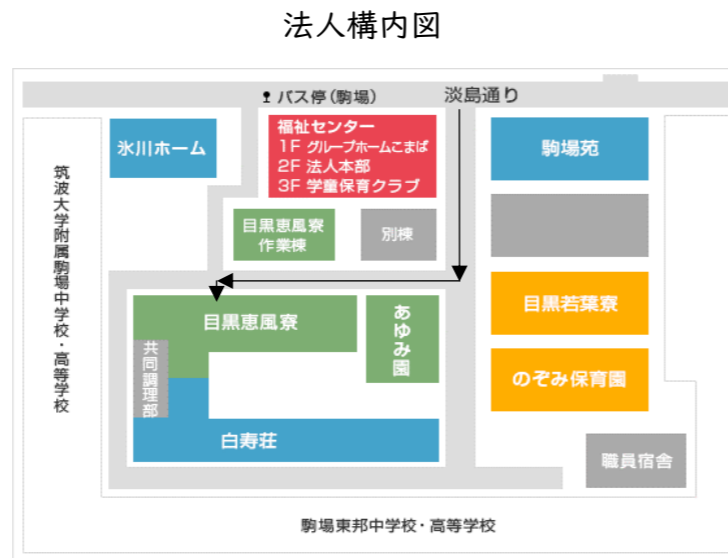 法人構内図
バス停（駒場）
淡島通り
氷川ホーム
福祉センター
1F グループホームこまば
2F 法人本部
3F 学童保育クラブ
駒場苑
筑波大学附属駒場中学校・高等学校
目黒恵風寮
作業棟
別棟
目黒恵風寮
あゆみ園
目黒若葉寮
共同調理部
のぞみ保育園
白寿荘
職員宿舎
駒場東邦中学校・高等学校